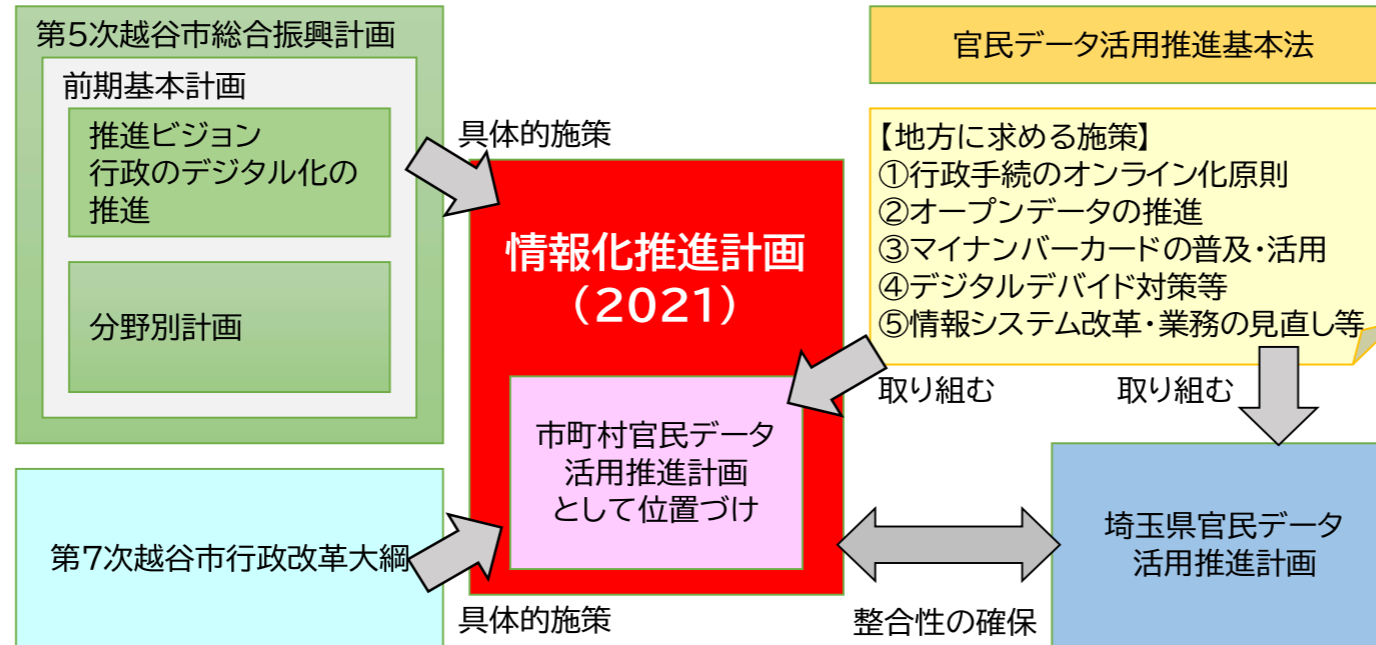 第5次越谷市総合振興計画
前期基本計画
推進ビジョン
行政のデジタル化の
推進
分野別計画
第7次越谷市行政改革大綱
具体的施策
情報化推進計画
（2021）
市町村官民データ
活用推進計画
として位置づけ
具体的施策
官民データ活用推進基本法
【地方に求める施策】
①行政手続のオンライン化原則
②オープンデータの推進
③マイナンバーカードの普及・活用
④デジタルデバイド対策等
⑤情報システム改革・業務の見直し等
取り組む
取り組む
埼玉県官民データ
活用推進計画
整合性の確保